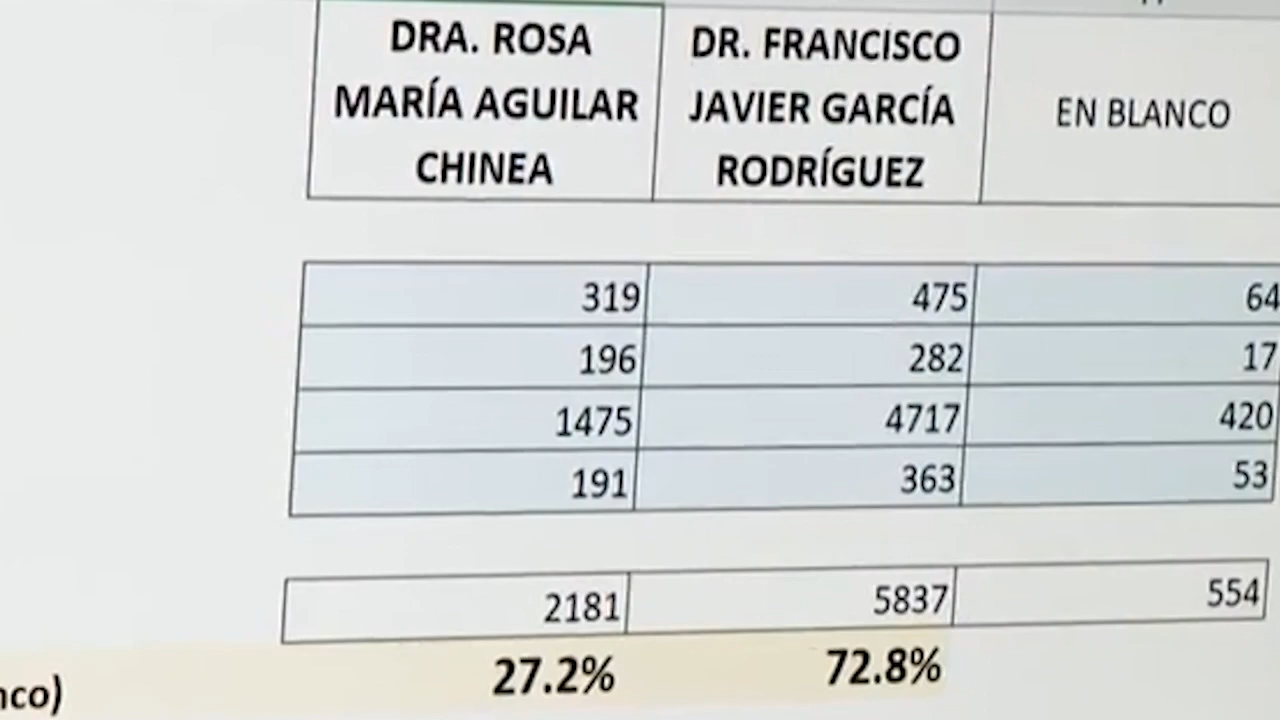 DRA. ROSA
MARÍA AGUILAR
CHINEA
DR. FRANCISCO
JAVIER GARCÍA
RODRÍGUEZ
EN BLANCO
319 475 64
196 282 17
1475 4717 420
191 363 53
2181 5837 554
27.2% 72.8%